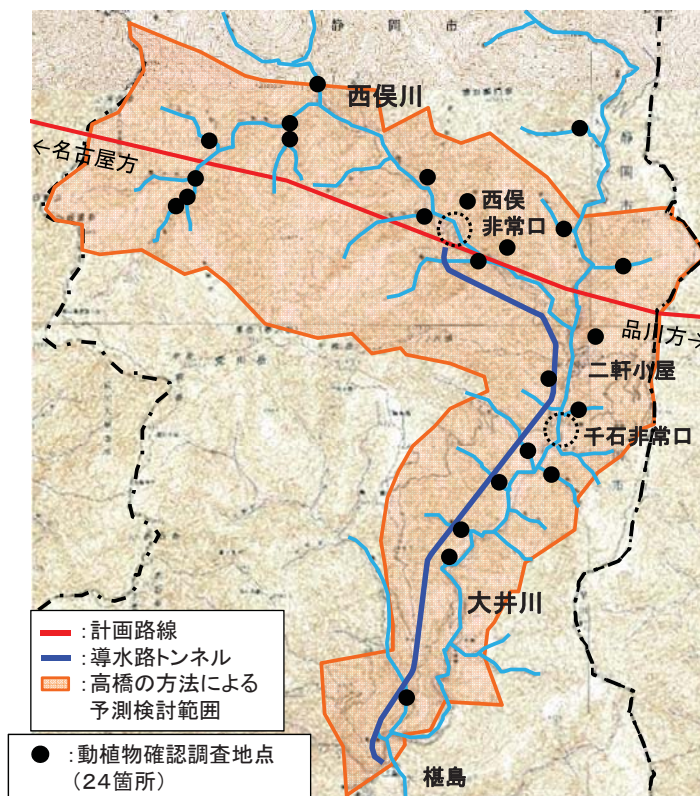 静岡市
西俣川
静岡市
←名古屋方
西俣
非常口
品川方→
二軒小屋
千石非常口
大井川
:計画路線
:導水路トンネル
:高橋の方法による
予測検討範囲
:動植物確認調査地点
(24箇所)
椹島